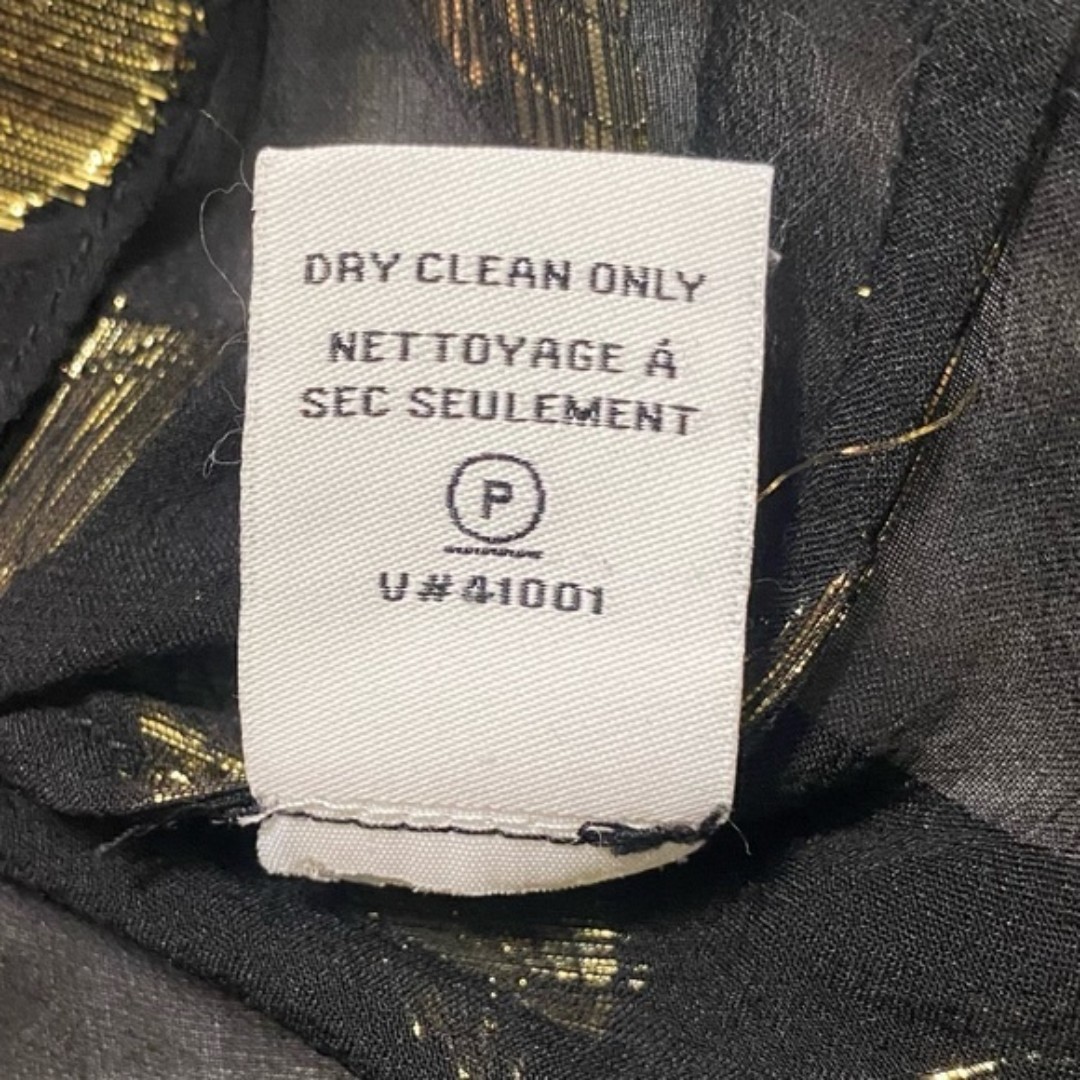 DRY CLEAN ONLY
NETTOYAGE Á
SEC SEULEMENT
P
V#41001